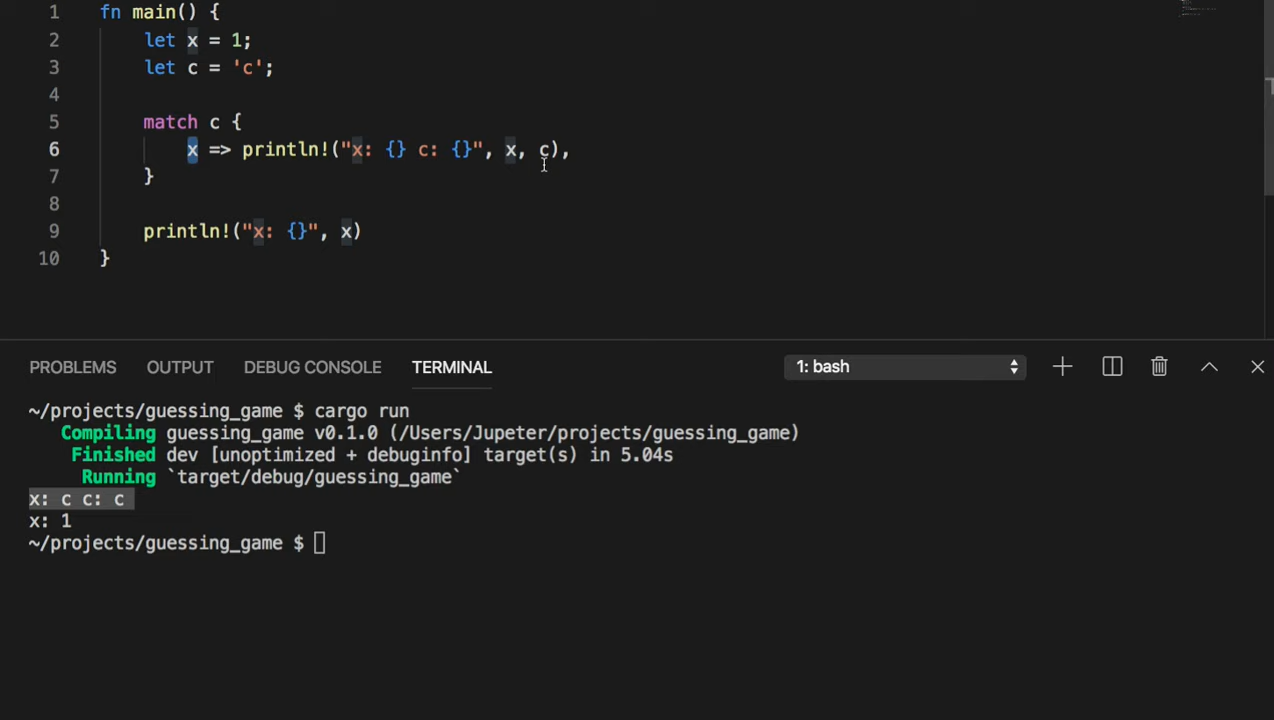 1 fn main() {
2 let x = 1;
3 let c = 'c';
4
5 match c {
6 x => println!("x: {} c: {}", x, c),
7 }
8
9 println!("x: {}", x)
10 }
PROBLEMS OUTPUT DEBUG CONSOLE TERMINAL 1: bash
~/projects/guessing_game $ cargo run
Compiling guessing_game v0.1.0 (/Users/Jupeter/projects/guessing_game)
Finished dev [unoptimized + debuginfo] target(s) in 5.04s
Running `target/debug/guessing_game`
x: c c: c
x: 1
~/projects/guessing_game $